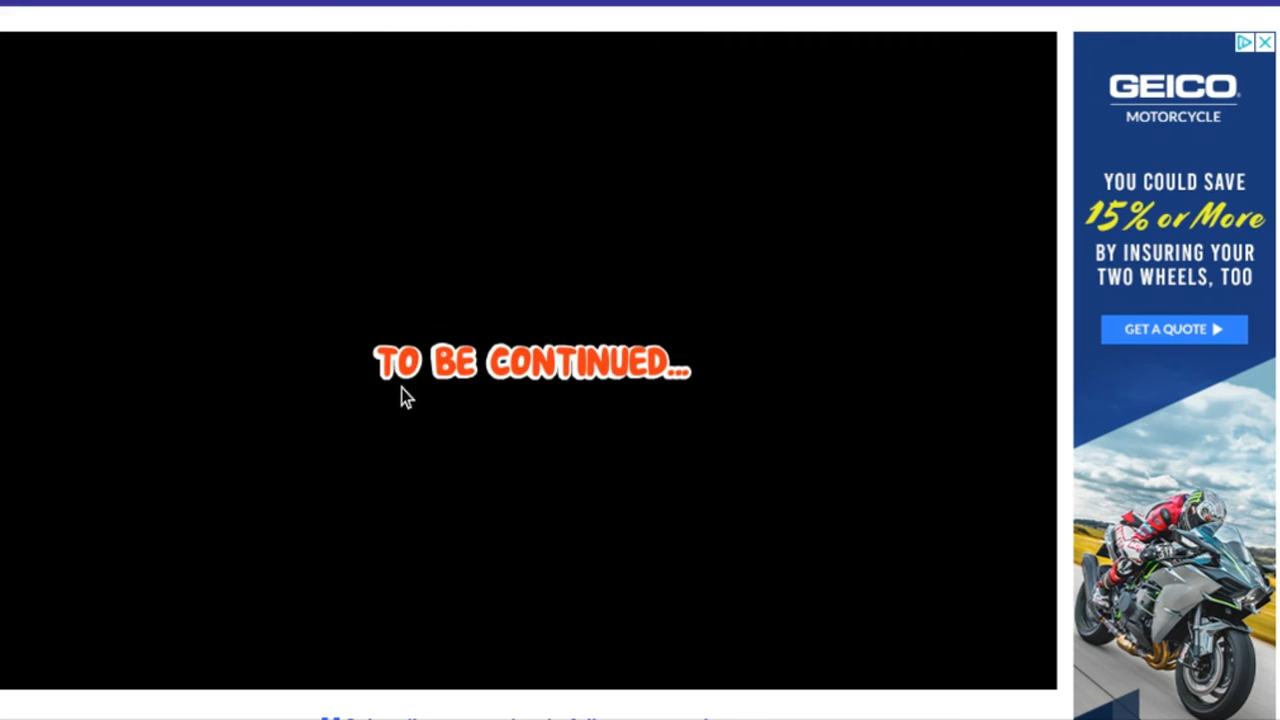 TO BE CONTINUED...
GEICO
MOTORCYCLE
YOU COULD SAVE
15% or More
BY INSURING YOUR
TWO WHEELS, TOO
GET A QUOTE